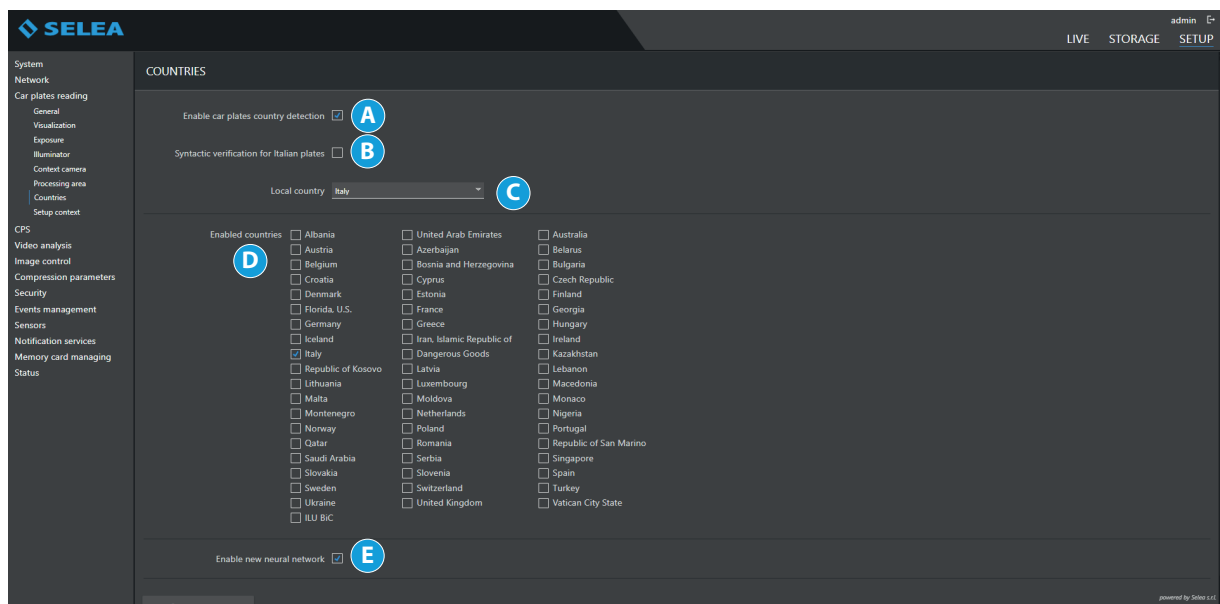 SELEA
admin
LIVE STORAGE SETUP
System
Network
Car plates reading
General
Visualization
Exposure
Illuminator
Context camera
Processing area
Countries
Setup context
CPS
Video analysis
Image control
Compression parameters
Security
Events management
Sensors
Notification services
Memory card managing
Status
COUNTRIES
Enable car plates country detection A
Syntactic verification for Italian plates B
Local country Italy C
Enabled countries Albania United Arab Emirates Australia
D
Austria Azerbaijan Belarus
Belgium Bosnia and Herzegovina Bulgaria
Croatia Cyprus Czech Republic
Denmark Estonia Finland
Florida, U.S. France Georgia
Germany Greece Hungary
Iceland Iran, Islamic Republic of Ireland
Italy Dangerous Goods Kazakhstan
Republic of Kosovo Latvia Lebanon
Lithuania Luxembourg Macedonia
Malta Moldova Monaco
Montenegro Netherlands Nigeria
Norway Poland Portugal
Qatar Romania Republic of San Marino
Saudi Arabia Serbia Singapore
Slovakia Slovenia Spain
Sweden Switzerland Turkey
Ukraine United Kingdom Vatican City State
ILU BiC
Enable new neural network E
powered by Selea s.r.l.